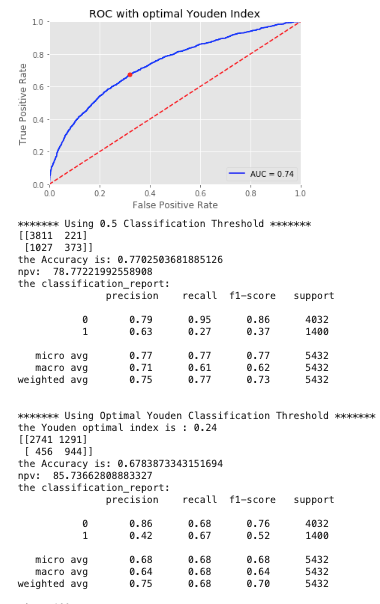 ROC with optimal Youden Index
1.0
0.8
0.6
0.4
0.2
0.0
True Positive Rate
AUC = 0.74
0.0 0.2 0.4 0.6 0.8 1.0
False Positive Rate
******* Using 0.5 Classification Threshold *******
[[3811 221]
[1027 373]]
the Accuracy is: 0.7702503681885126
npv: 78.77221992558908
the classification_report:
precision recall f1-score support
0 0.79 0.95 0.86 4032
1 0.63 0.27 0.37 1400
micro avg 0.77 0.77 0.77 5432
macro avg 0.71 0.61 0.62 5432
weighted avg 0.75 0.77 0.73 5432
******* Using Optimal Youden Classification Threshold *******
the Youden optimal index is : 0.24
[[2741 1291]
[ 456 944]]
the Accuracy is: 0.6783873343151694
npv: 85.73662808883327
the classification_report:
precision recall f1-score support
0 0.86 0.68 0.76 4032
1 0.42 0.67 0.52 1400
micro avg 0.68 0.68 0.68 5432
macro avg 0.64 0.68 0.64 5432
weighted avg 0.75 0.68 0.70 5432